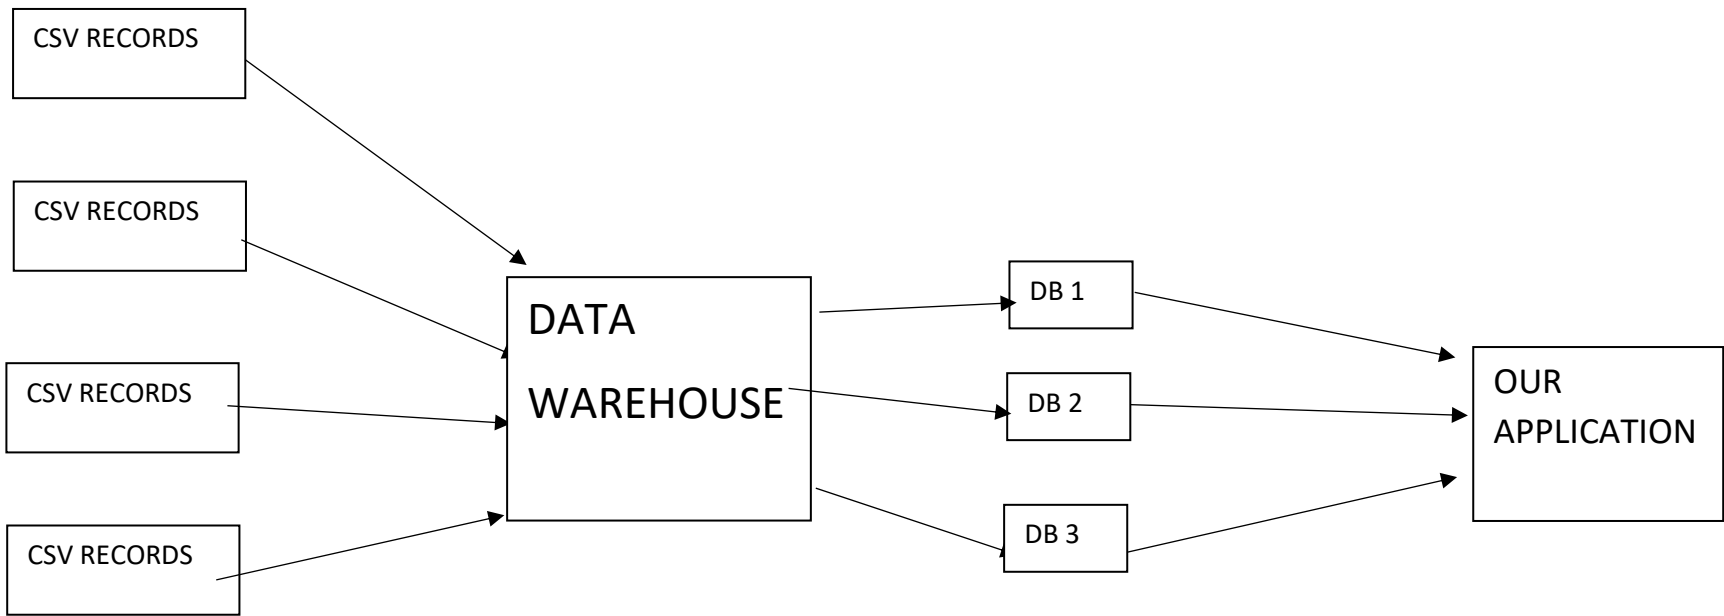 CSV RECORDS
CSV RECORDS
CSV RECORDS
CSV RECORDS
DATA
WAREHOUSE
DB 1
DB 2
DB 3
OUR
APPLICATION